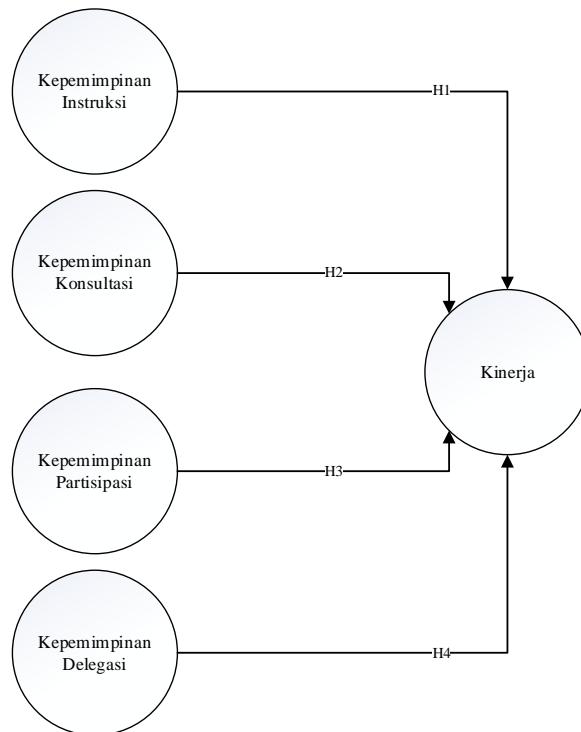 Kepemimpinan
Instruksi
H1
Kepemimpinan
Konsultasi
H2
Kinerja
Kepemimpinan
Partisipasi
H3
Kepemimpinan
Delegasi
H4